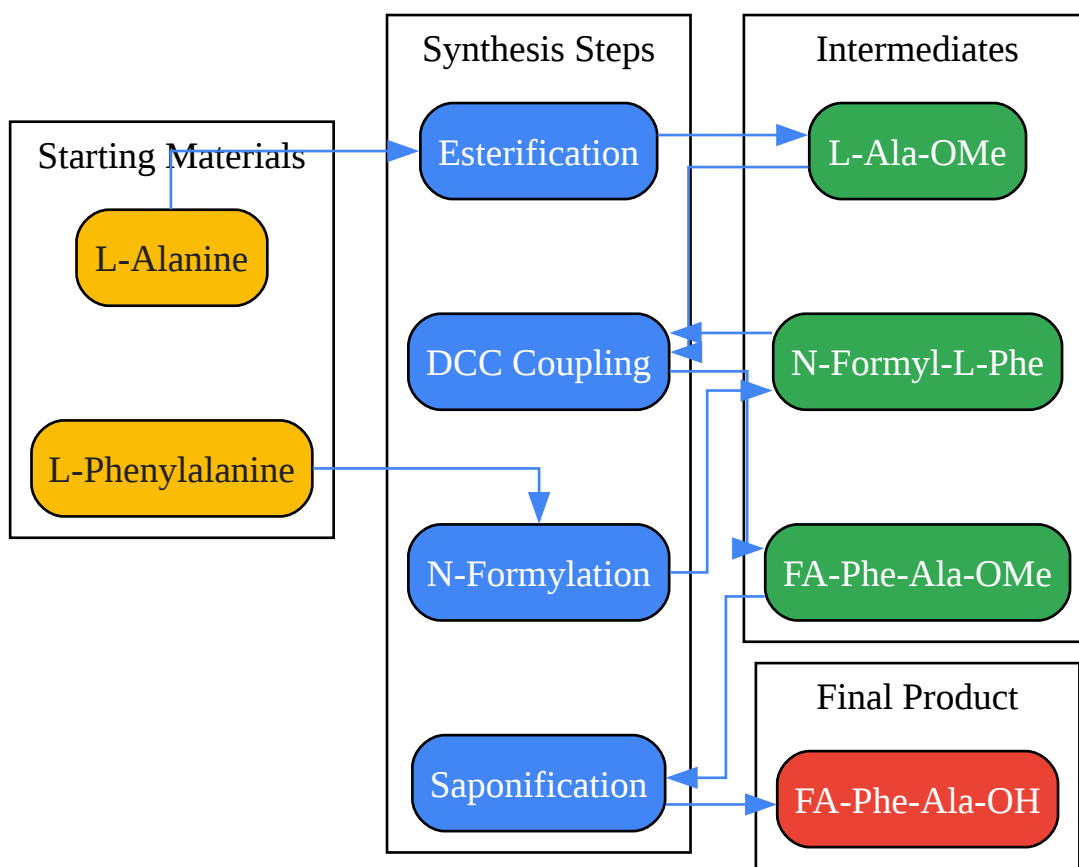 Starting Materials
L-Alanine
L-Phenylalanine
Synthesis Steps
Esterification
DCC Coupling
N-Formylation
Saponification
Intermediates
L-Ala-OMe
N-Formyl-L-Phe
FA-Phe-Ala-OMe
Final Product
FA-Phe-Ala-OH